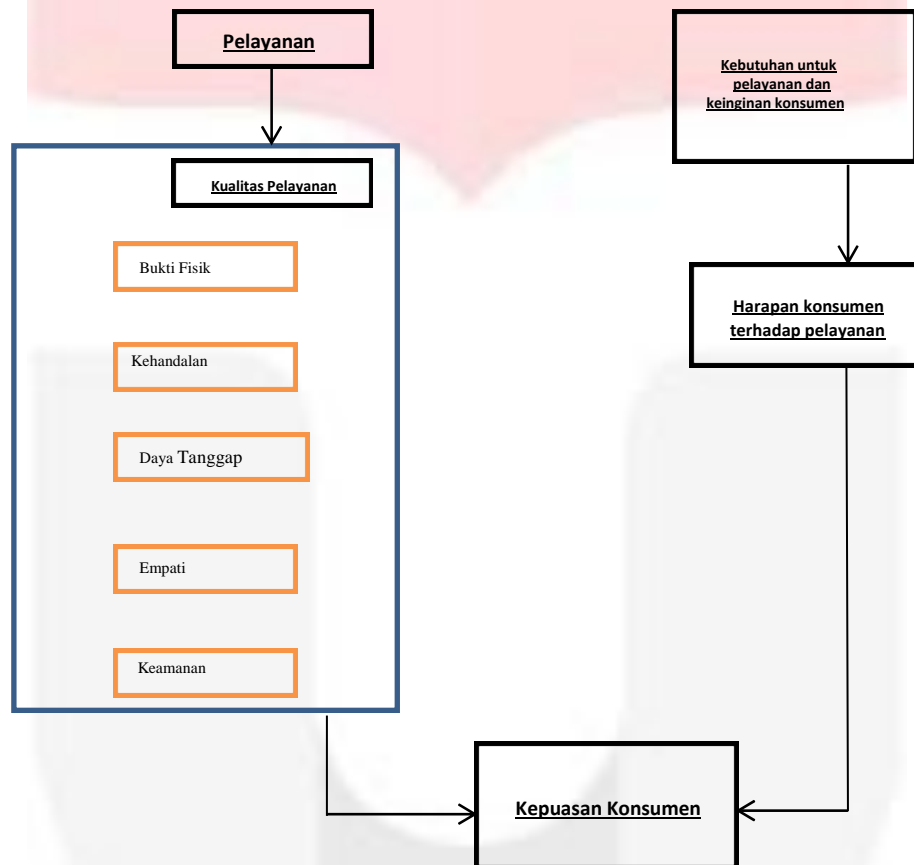 Pelayanan
Kebutuhan untuk
pelayanan dan
keinginan konsumen
Kualitas Pelayanan
Bukti Fisik
Harapan konsumen
terhadap pelayanan
Kehandalan
Daya Tanggap
Empati
Keamanan
Kepuasan Konsumen